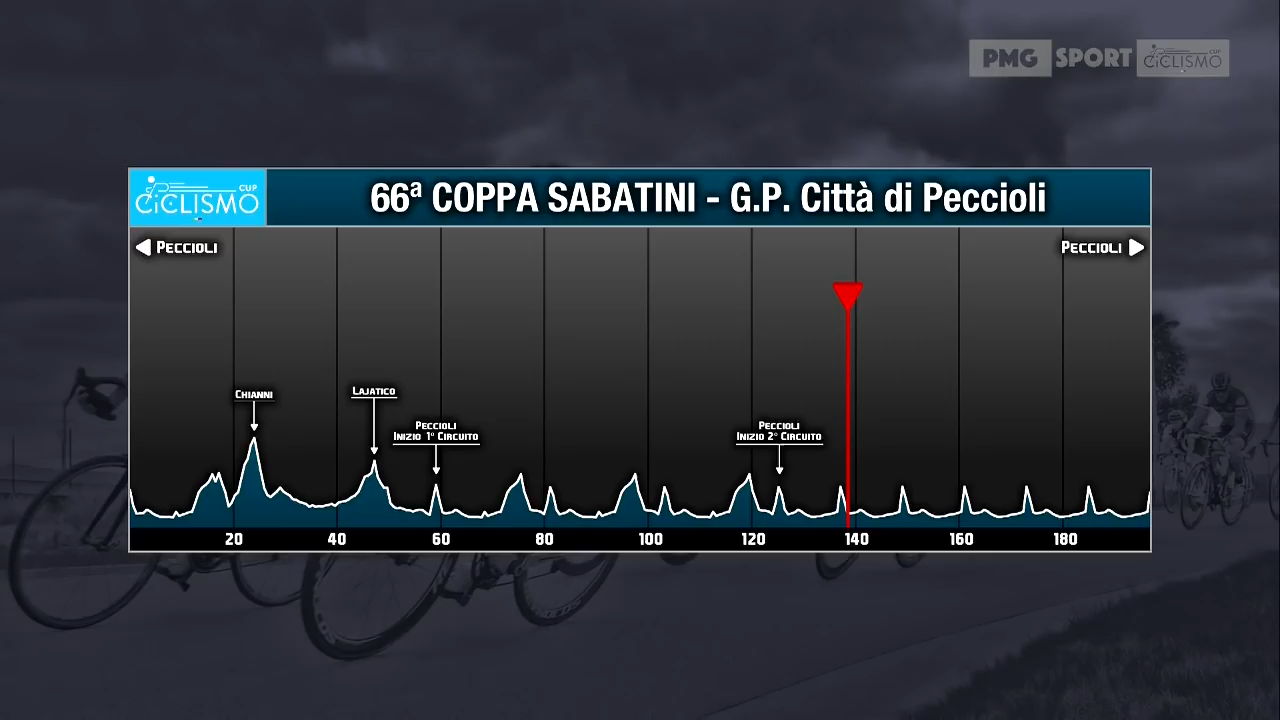 PMG SPORT CICLISMO CUP
CICLISMO CUP
66ª COPPA SABATINI - G.P. Città di Peccioli
PECCIOLI
PECCIOLI
CHIANNI
LAJATICO
PECCIOLI
INIZIO 1° CIRCUITO
PECCIOLI
INIZIO 2° CIRCUITO
20 40 60 80 100 120 140 160 180